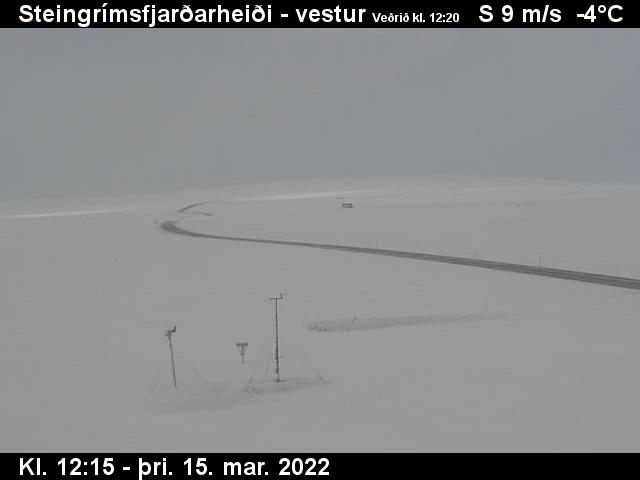 Steingrímsfjarðarheiði - vestur Veðrið kl. 12:20 S 9 m/s -4°C
Kl. 12:15 - þri. 15. mar. 2022